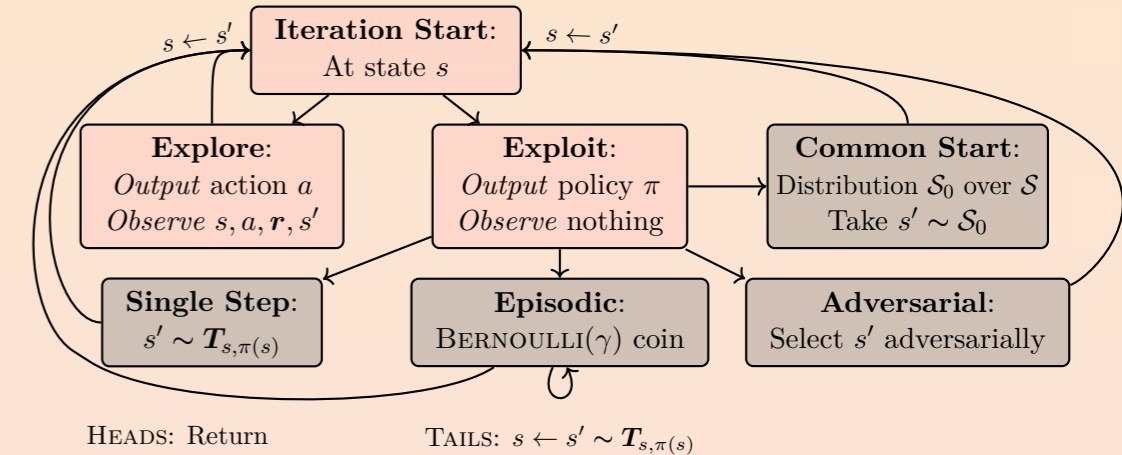 Iteration Start:
At state s
s ← s′
s ← s′
Explore:
Output action a
Observe s, a, r, s′
Exploit:
Output policy π
Observe nothing
Common Start:
Distribution 𝒮₀ over 𝒮
Take s′ ∼ 𝒮₀
Single Step:
s′ ∼ T_{s,π(s)}
Episodic:
BERNOULLI(γ) coin
Adversarial:
Select s′ adversarially
HEADS: Return
TAILS: s ← s′ ∼ T_{s,π(s)}